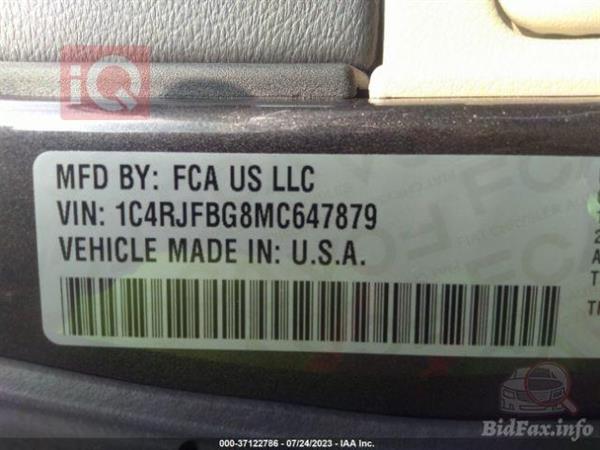 iQ
MFD BY: FCA US LLC
VIN: 1C4RJFBG8MC647879
VEHICLE MADE IN: U.S.A.
BidFax.info
000-37122786 - 07/24/2023 - IAA Inc.